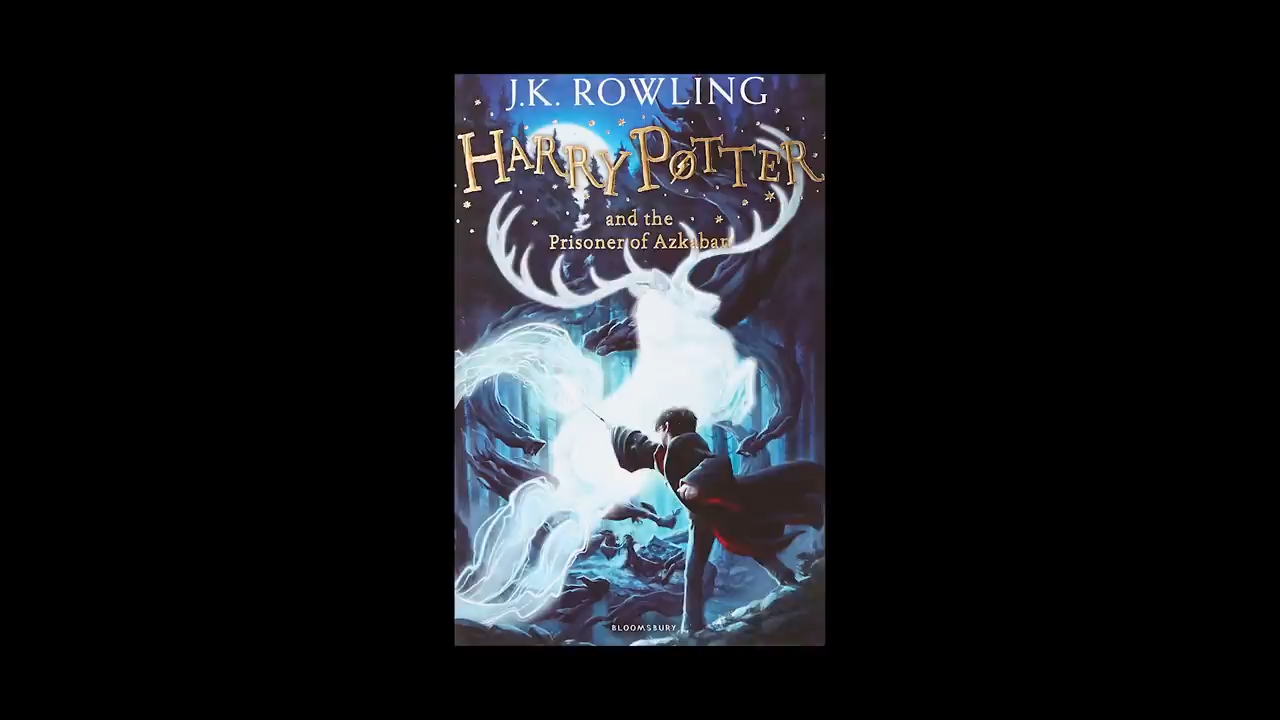 J.K. ROWLING
HARRY POTTER
and the
Prisoner of Azkaban
BLOOMSBURY